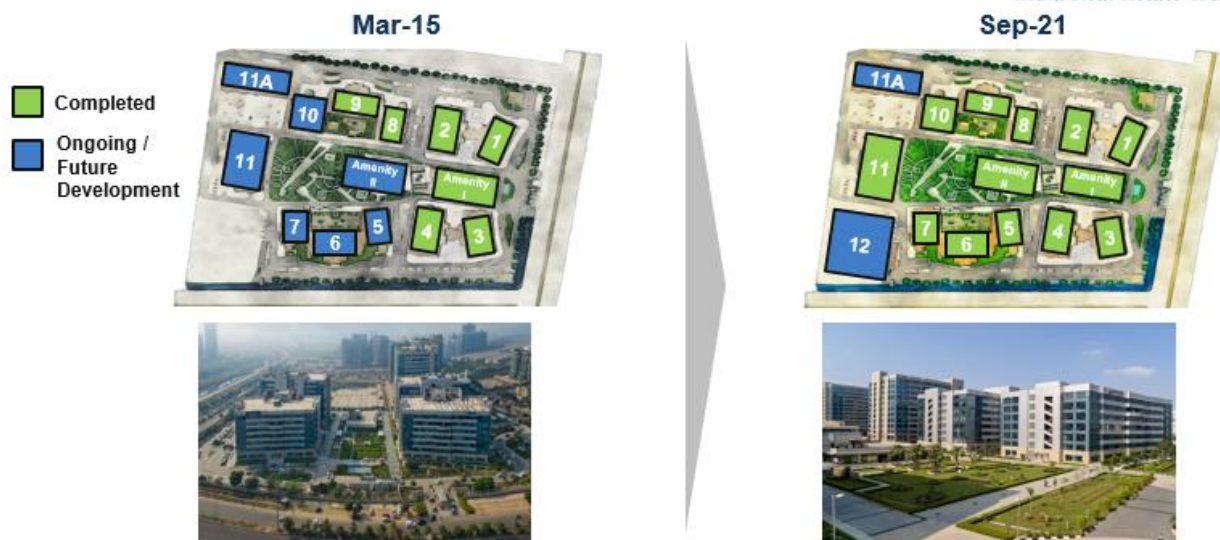 Mar-15
Sep-21
Completed
Ongoing /
Future
Development
11A
10
9
8
2
1
11
Amenity
II
Amenity
I
7
6
5
4
3
11A
10
9
8
2
1
11
Amenity
ii
Amenity
I
12
7
6
5
4
3